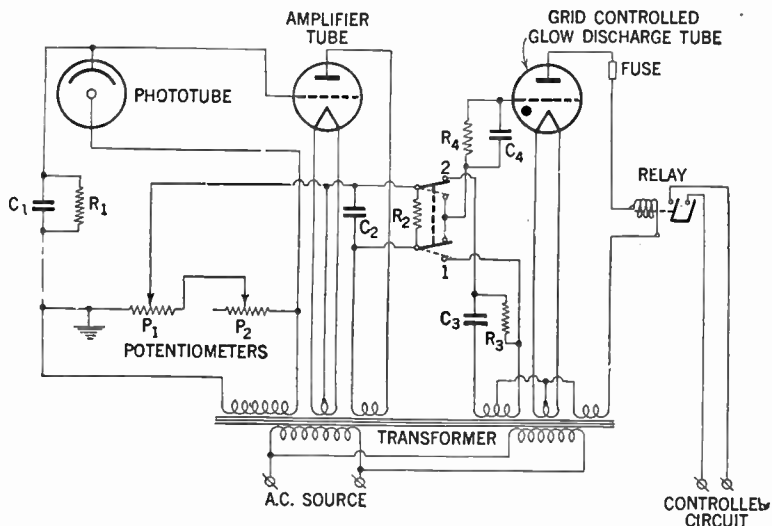 AMPLIFIER
TUBE
GRID CONTROLLED
GLOW DISCHARGE TUBE
FUSE
PHOTOTUBE
R4
C4
RELAY
2
C1
R1
C2
R2
1
C3
R3
P1
P2
POTENTIOMETERS
TRANSFORMER
A.C. SOURCE
CONTROLLED
CIRCUIT